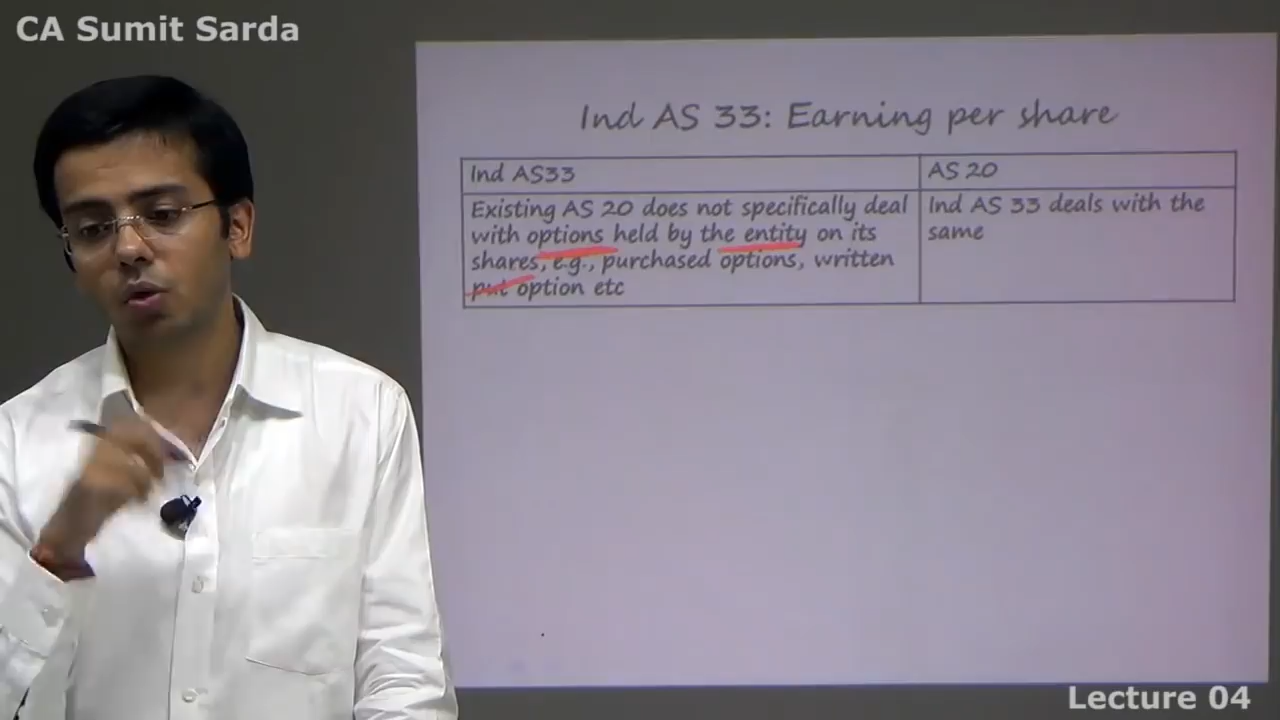 CA Sumit Sarda
Ind AS 33: Earning per share
Ind AS33
AS 20
Existing AS 20 does not specifically deal
with options held by the entity on its
shares, e.g., purchased options, written
put option etc
Ind AS 33 deals with the
same
Lecture 04